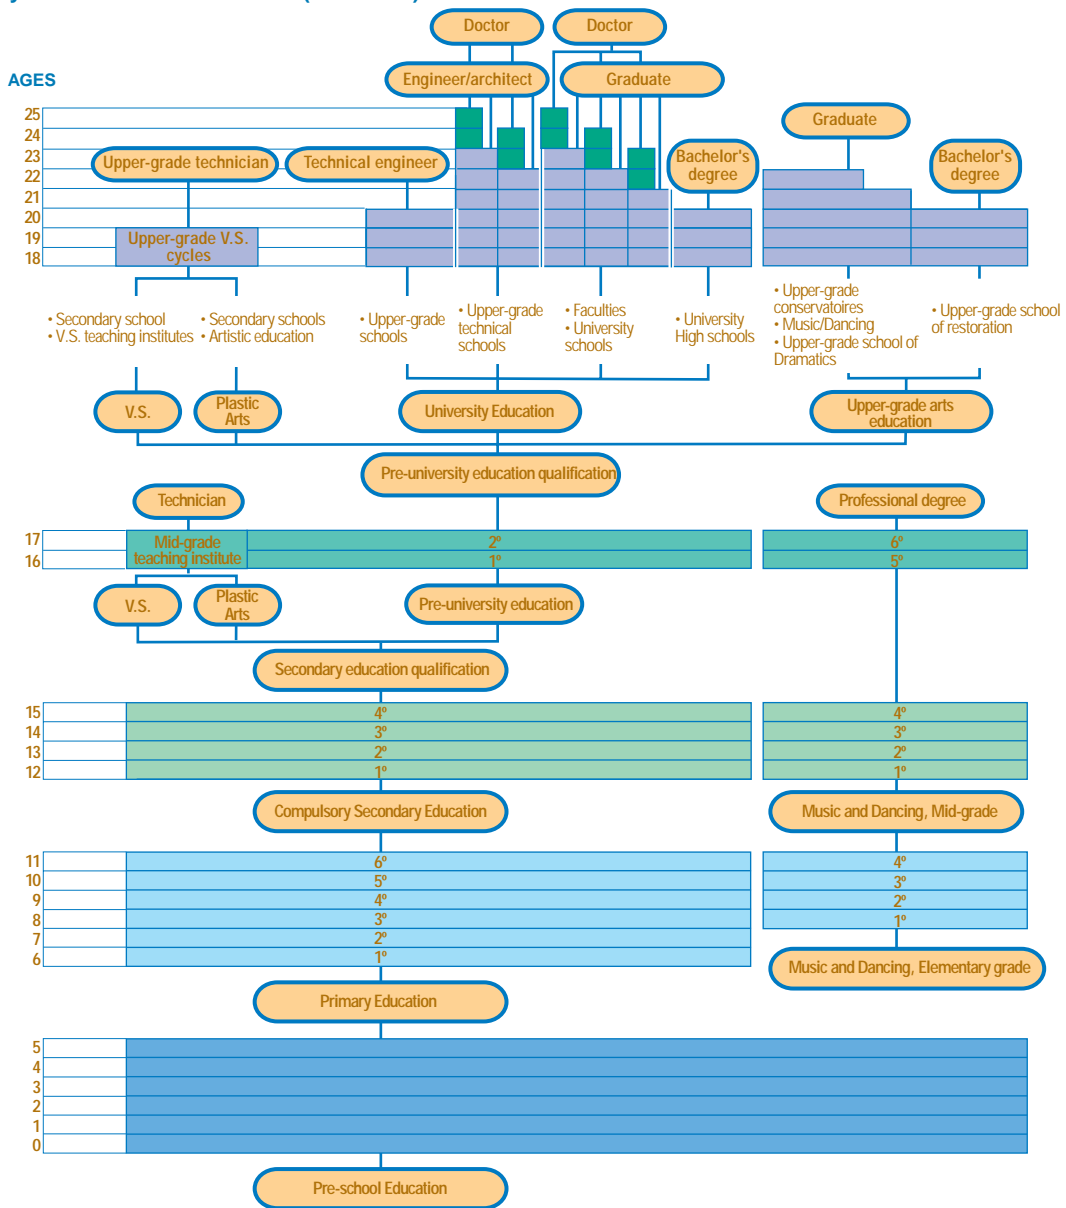 Doctor
Doctor
AGES
Engineer/architect
Graduate
25
24
23
22
21
20
19
18
Graduate
Upper-grade technician
Technical engineer
Bachelor's
degree
Bachelor's
degree
Upper-grade V.S.
cycles
• Secondary school
• V.S. teaching institutes
• Secondary schools
• Artistic education
• Upper-grade
schools
• Upper-grade
technical
schools
• Faculties
• University
schools
• University
High schools
• Upper-grade
conservatoires
• Music/Dancing
• Upper-grade school of
Dramatics
• Upper-grade school
of restoration
V.S.
Plastic
Arts
University Education
Upper-grade arts
education
Pre-university education qualification
Technician
Professional degree
17
16
Mid-grade
teaching institute
2º
1º
6º
5º
V.S.
Plastic
Arts
Pre-university education
Secondary education qualification
15 4º 4º
14 3º 3º
13 2º 2º
12 1º 1º
Compulsory Secondary Education
Music and Dancing, Mid-grade
11 6º 4º
10 5º 3º
9 4º 2º
8 3º 1º
7 2º
6 1º
Music and Dancing, Elementary grade
Primary Education
5
4
3
2
1
0
Pre-school Education